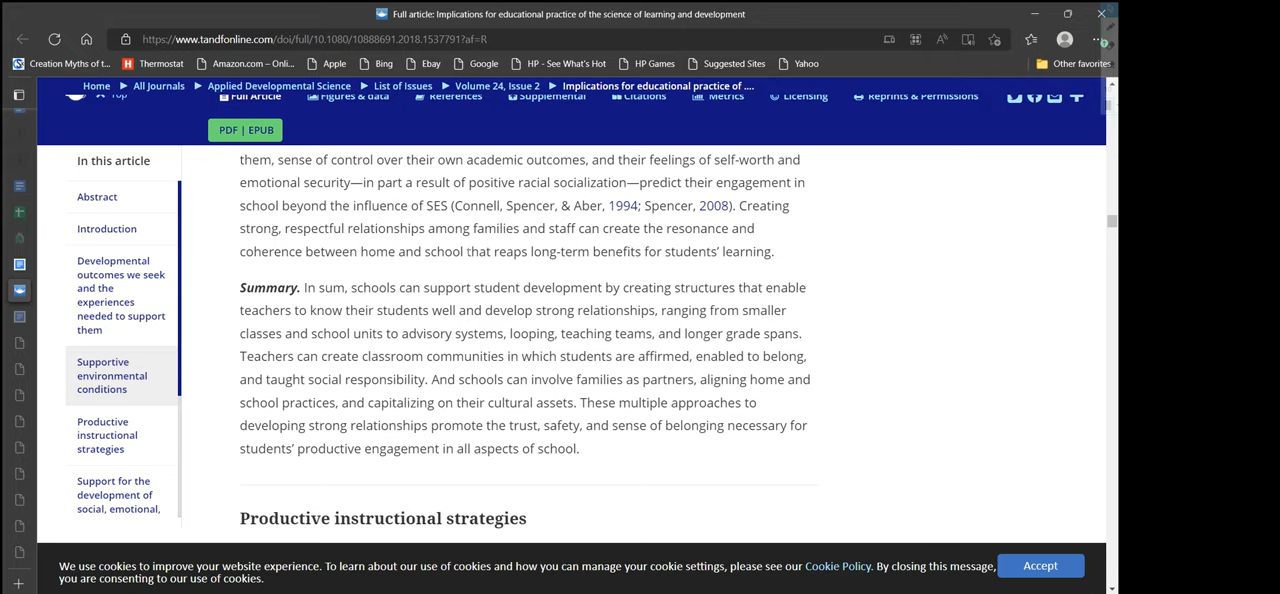 Full article: Implications for educational practice of the science of learning and development
https://www.tandfonline.com/doi/full/10.1080/10888691.2018.1537791?af=R
Creation Myths of t... Thermostat Amazon.com – Onli... Apple Bing Ebay Google HP - See What's Hot HP Games Suggested Sites Yahoo Other favorites
Home ▶ All Journals ▶ Applied Developmental Science ▶ List of Issues ▶ Volume 24, Issue 2 ▶ Implications for educational practice of ....
Top Full Article Figures & data References Supplemental Citations Metrics Licensing Reprints & Permissions
PDF | EPUB
In this article
Abstract
Introduction
Developmental
outcomes we seek
and the
experiences
needed to support
them
Supportive
environmental
conditions
Productive
instructional
strategies
Support for the
development of
social, emotional,
them, sense of control over their own academic outcomes, and their feelings of self-worth and
emotional security—in part a result of positive racial socialization—predict their engagement in
school beyond the influence of SES (Connell, Spencer, & Aber, 1994; Spencer, 2008). Creating
strong, respectful relationships among families and staff can create the resonance and
coherence between home and school that reaps long-term benefits for students' learning.
Summary. In sum, schools can support student development by creating structures that enable
teachers to know their students well and develop strong relationships, ranging from smaller
classes and school units to advisory systems, looping, teaching teams, and longer grade spans.
Teachers can create classroom communities in which students are affirmed, enabled to belong,
and taught social responsibility. And schools can involve families as partners, aligning home and
school practices, and capitalizing on their cultural assets. These multiple approaches to
developing strong relationships promote the trust, safety, and sense of belonging necessary for
students' productive engagement in all aspects of school.
Productive instructional strategies
We use cookies to improve your website experience. To learn about our use of cookies and how you can manage your cookie settings, please see our Cookie Policy. By closing this message,
you are consenting to our use of cookies.
Accept